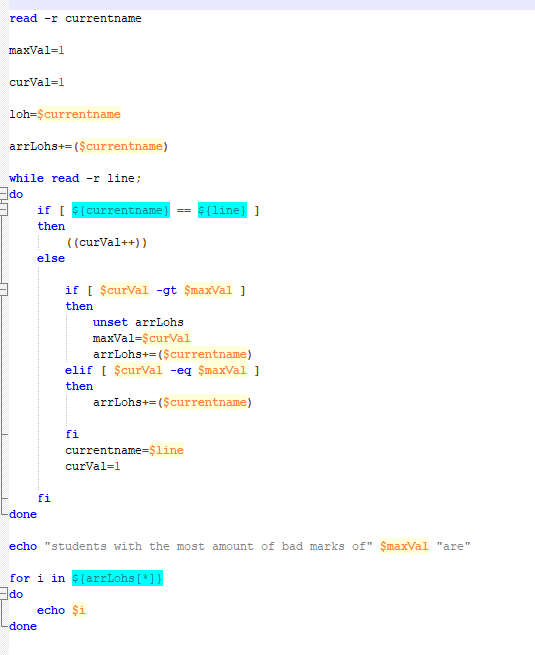 read -r currentname
maxVal=1
curVal=1
loh=$currentname
arrLohs+=($currentname)
while read -r line;
do
if [ ${currentname} == ${line} ]
then
((curVal++))
else
if [ $curVal -gt $maxVal ]
then
unset arrLohs
maxVal=$curVal
arrLohs+=($currentname)
elif [ $curVal -eq $maxVal ]
then
arrLohs+=($currentname)
fi
currentname=$line
curVal=1
fi
done
echo "students with the most amount of bad marks of" $maxVal "are"
for i in ${arrLohs[*]}
do
echo $i
done